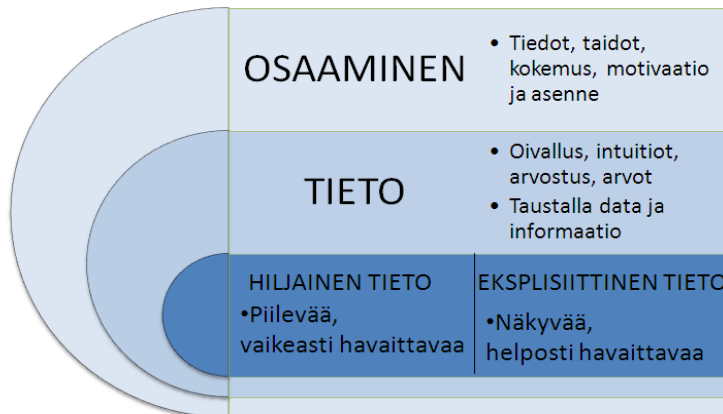 OSAAMINEN
• Tiedot, taidot,
kokemus, motivaatio
ja asenne
TIETO
• Oivallus, intuitiot,
arvostus, arvot
• Taustalla data ja
informaatio
HILJAINEN TIETO
•Piilevää,
vaikeasti havaittavaa
EKSPLISIITTINEN TIETO
•Näkyvää,
helposti havaittavaa